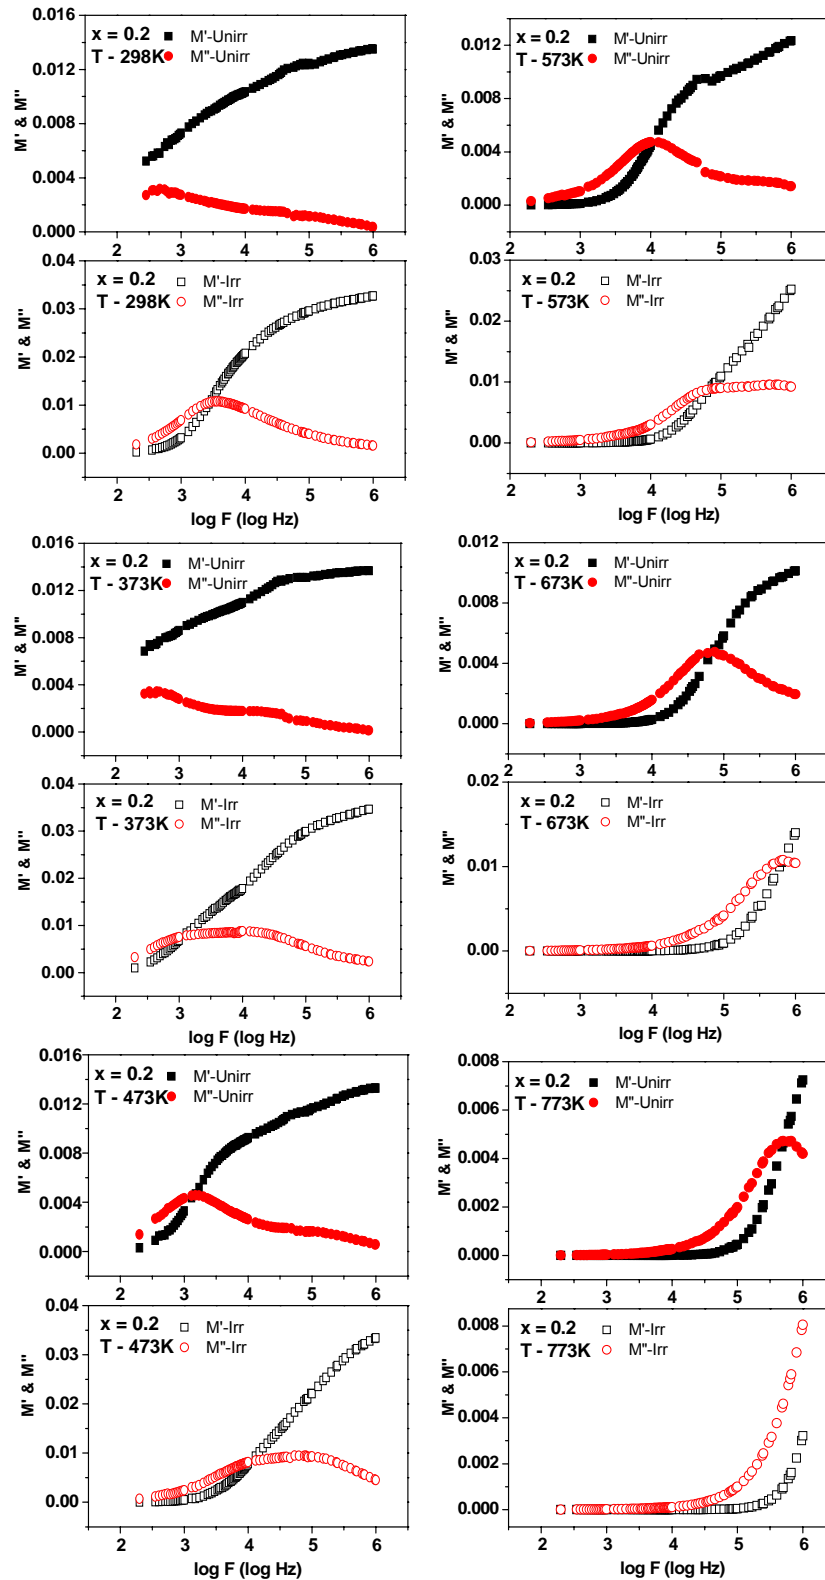 x = 0.2 M'-Unirr
T - 298K M''-Unirr
M' & M''
0.016
0.012
0.008
0.004
0.000
2 3 4 5 6
x = 0.2 M'-Irr
T - 298K M''-Irr
M' & M''
0.04
0.03
0.02
0.01
0.00
2 3 4 5 6
log F (log Hz)
x = 0.2 M'-Unirr
T - 573K M''-Unirr
M' & M''
0.012
0.008
0.004
0.000
2 3 4 5 6
x = 0.2 M'-Irr
T - 573K M''-Irr
M' & M''
0.03
0.02
0.01
0.00
2 3 4 5 6
log F (log Hz)
x = 0.2 M'-Unirr
T - 373K M''-Unirr
M' & M''
0.016
0.012
0.008
0.004
0.000
2 3 4 5 6
x = 0.2 M'-Irr
T - 373K M''-Irr
M' & M''
0.04
0.03
0.02
0.01
0.00
2 3 4 5 6
log F (log Hz)
x = 0.2 M'-Unirr
T - 673K M''-Unirr
M' & M''
0.012
0.008
0.004
0.000
2 3 4 5 6
x = 0.2 M'-Irr
T - 673K M''-Irr
M' & M''
0.02
0.01
0.00
2 3 4 5 6
log F (log Hz)
x = 0.2 M'-Unirr
T - 473K M''-Unirr
M' & M''
0.016
0.012
0.008
0.004
0.000
2 3 4 5 6
x = 0.2 M'-Irr
T - 473K M''-Irr
M' & M''
0.04
0.03
0.02
0.01
0.00
2 3 4 5 6
log F (log Hz)
x = 0.2 M'-Unirr
T - 773K M''-Unirr
M' & M''
0.008
0.006
0.004
0.002
0.000
2 3 4 5 6
x = 0.2 M'-Irr
T - 773K M''-Irr
M' & M''
0.008
0.006
0.004
0.002
0.000
2 3 4 5 6
log F (log Hz)